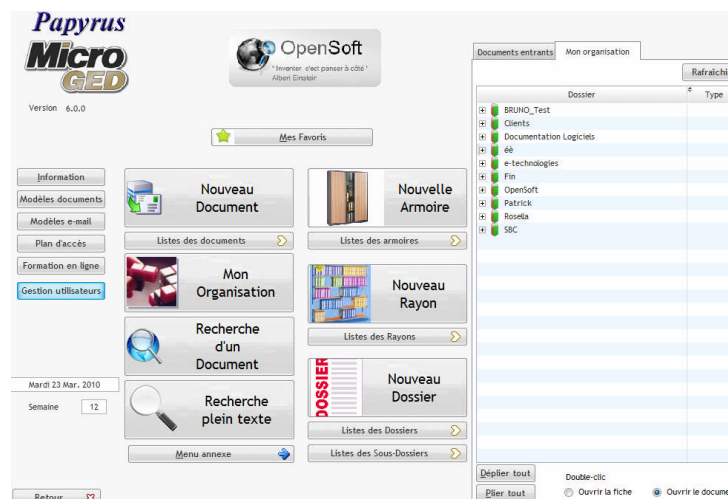 Papyrus
Micro
GED
Version 6.0.0
OpenSoft
"Inventer, c'est penser à côté"
Albert Einstein
Mes Favoris
Information
Modèles documents
Modèles e-mail
Plan d'accès
Formation en ligne
Gestion utilisateurs
Mardi 23 Mar. 2010
Semaine 12
Retour
Nouveau
Document
Listes des documents
Mon
Organisation
Recherche
d'un
Document
Recherche
plein texte
Menu annexe
Nouvelle
Armoire
Listes des armoires
Nouveau
Rayon
Listes des Rayons
DOSSIER
Nouveau
Dossier
Listes des Dossiers
Listes des Sous-Dossiers
Documents entrants Mon organisation
Rafraîchi
Dossier Type
BRUNO_Test
Clients
Documentation Logiciels
éè
e-technologies
Fin
OpenSoft
Patrick
Rosella
SBC
Déplier tout
Plier tout
Double-clic
Ouvrir la fiche Ouvrir le docume